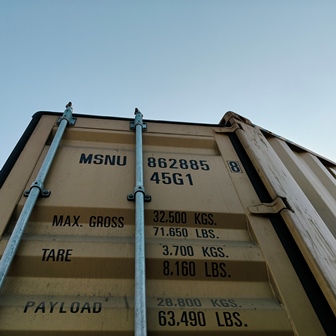 MSNU 862885 8
45G1
MAX. GROSS 32.500 KGS.
71.650 LBS.
TARE 3.700 KGS.
8.160 LBS.
PAYLOAD 28.800 KGS.
63.490 LBS.